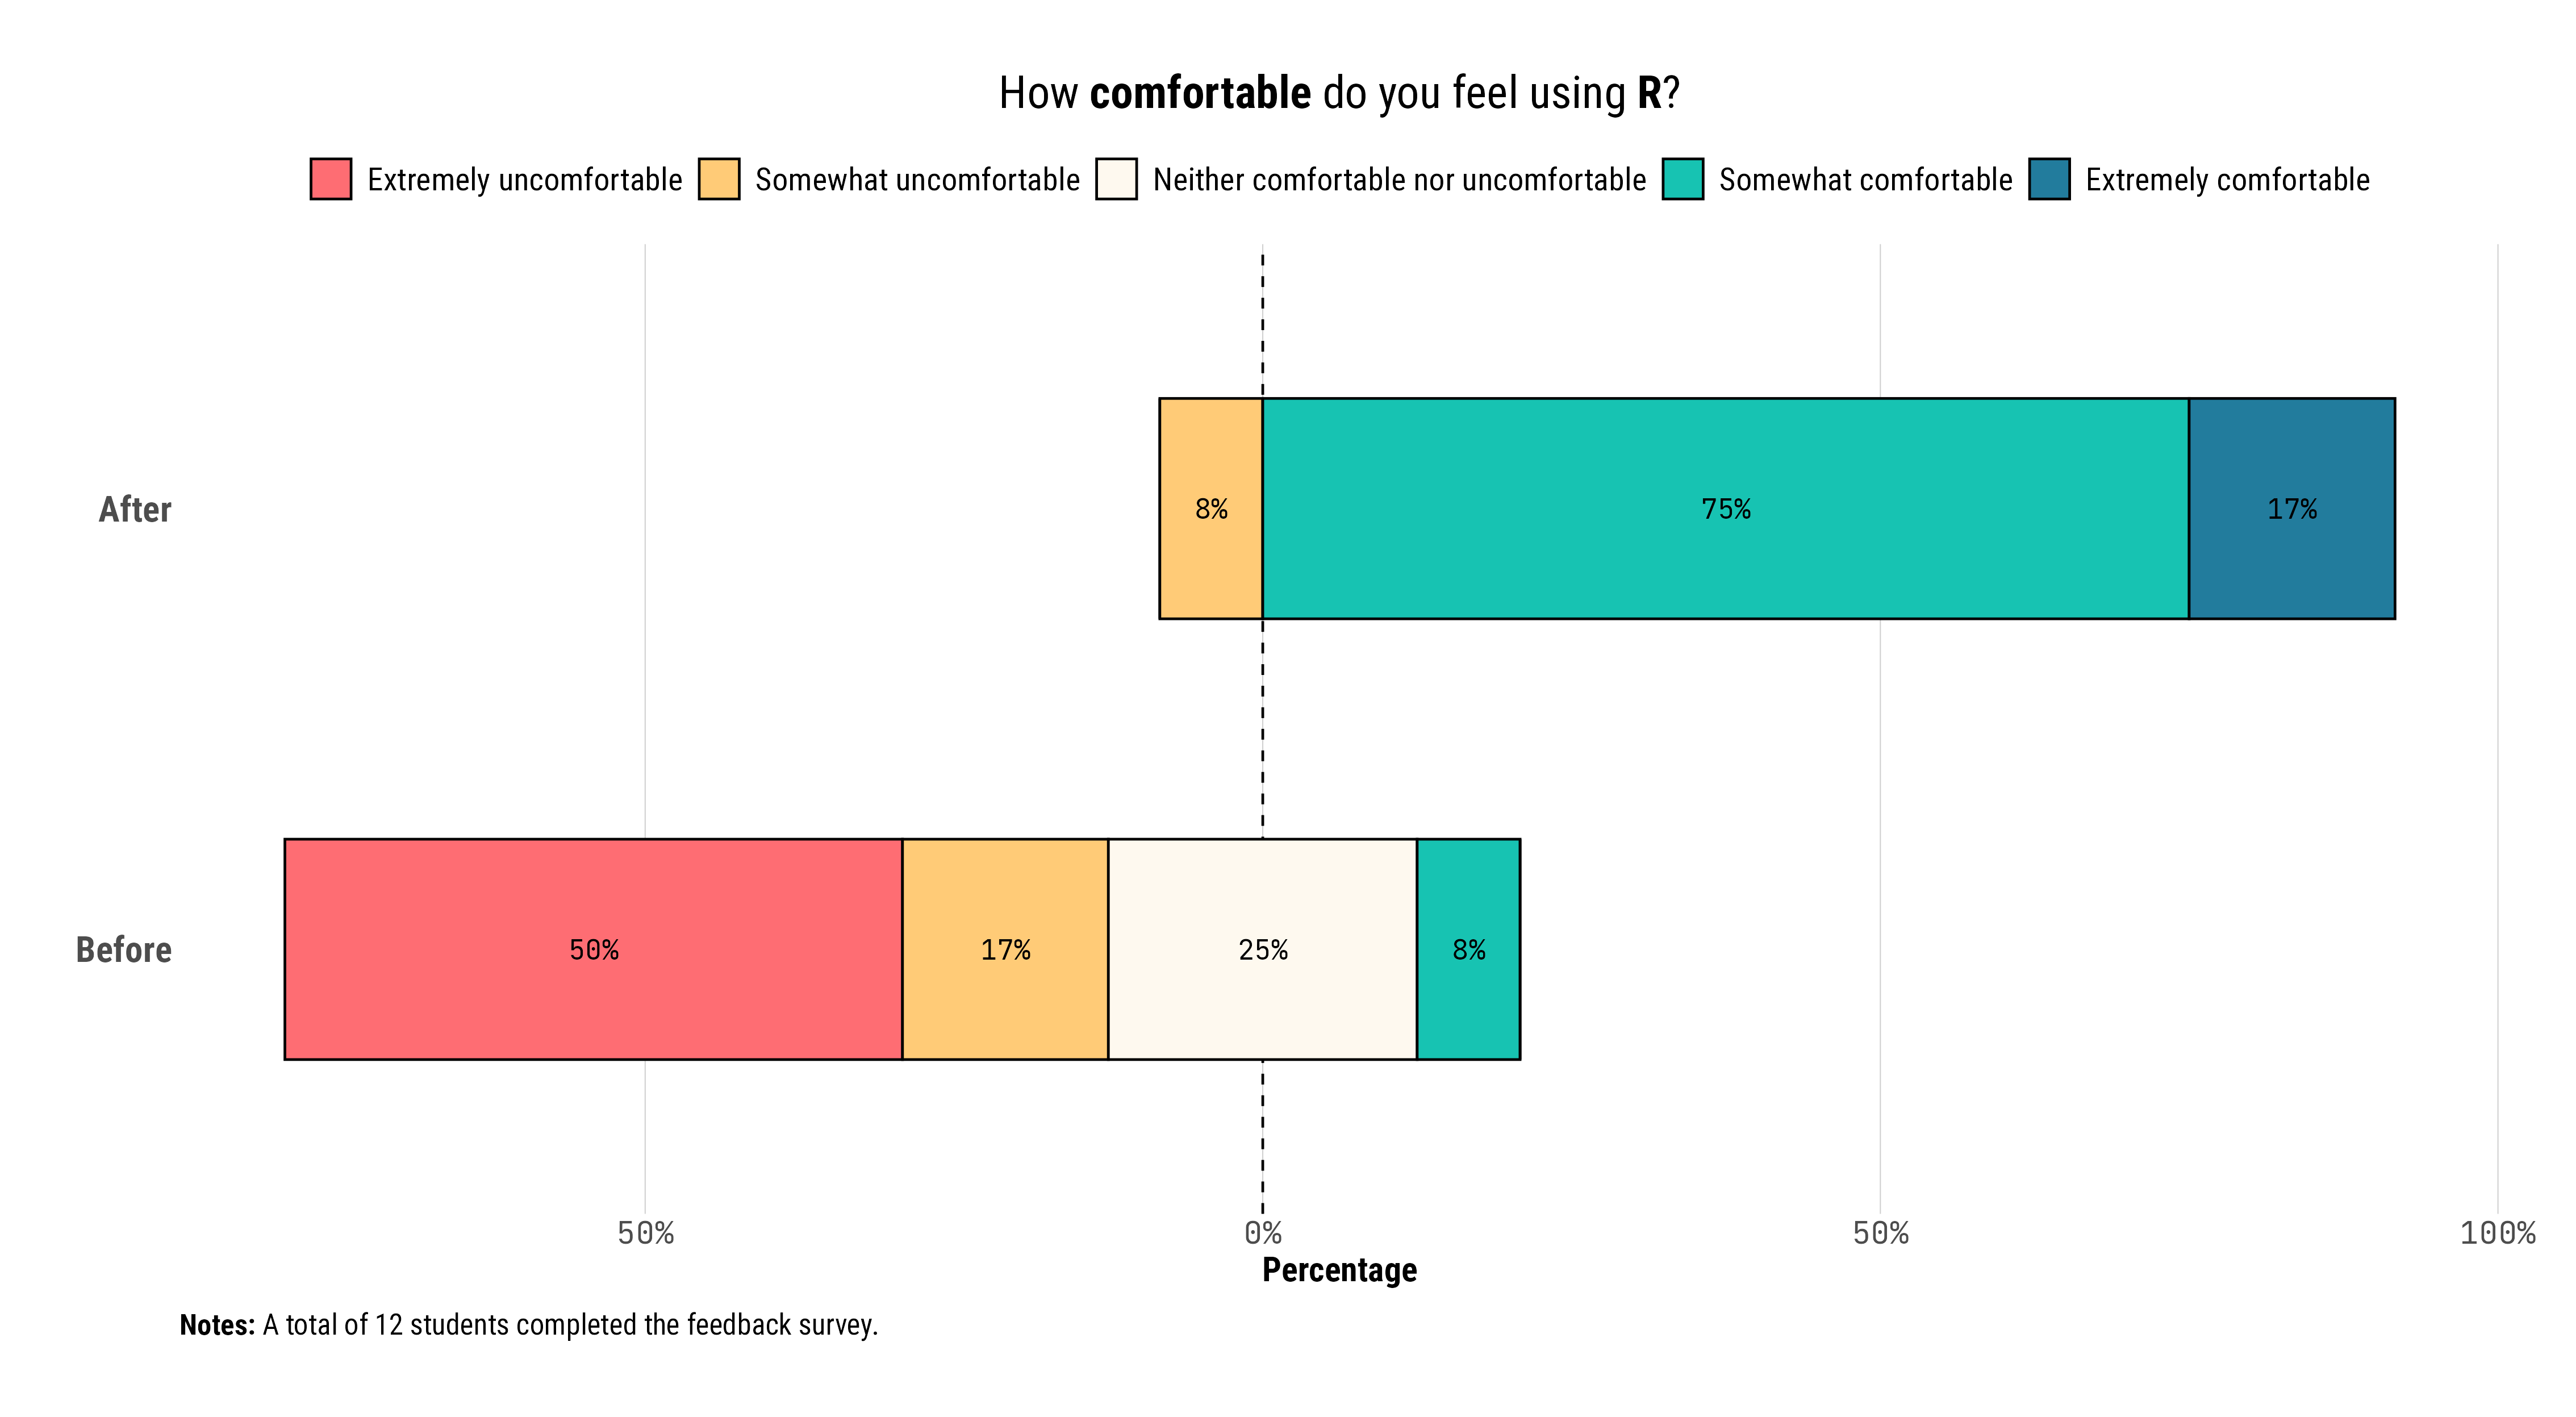 How comfortable do you feel using R?
Extremely uncomfortable Somewhat uncomfortable Neither comfortable nor uncomfortable Somewhat comfortable Extremely comfortable
After
8% 75% 17%
Before
50% 17% 25% 8%
50% 0% 50% 100%
Percentage
Notes: A total of 12 students completed the feedback survey.